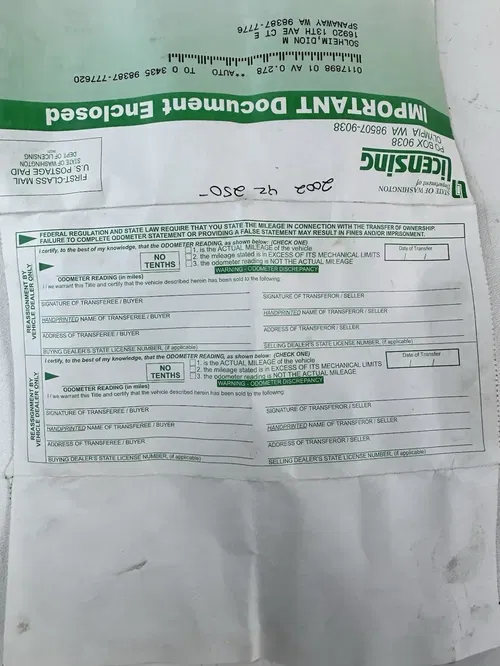 STATE OF WASHINGTON
Department of
Licensing
PO BOX 9038
OLYMPIA WA 98507-9038
FIRST-CLASS MAIL
U.S. POSTAGE PAID
STATE OF WASHINGTON
DEPT OF LICENSING
IMPORTANT Document Enclosed
0117898 01 AV 0.278 **AUTO T0 0 3435 98387-777620
SOLHEIM,DION M
16920 13TH AVE CT E
SPANAWAY WA 98387-7776
2002 YZ 250-
FEDERAL REGULATION AND STATE LAW REQUIRE THAT YOU STATE THE MILEAGE IN CONNECTION WITH THE TRANSFER OF OWNERSHIP.
FAILURE TO COMPLETE ODOMETER STATEMENT OR PROVIDING A FALSE STATEMENT MAY RESULT IN FINES AND/OR IMPRISONMENT.
REASSIGNMENT BY
VEHICLE DEALER ONLY
I certify, to the best of my knowledge, that the ODOMETER READING, as shown below: (CHECK ONE)
NO
TENTHS
1. is the ACTUAL MILEAGE of the vehicle
2. the mileage stated is in EXCESS OF ITS MECHANICAL LIMITS
3. the odometer reading is NOT THE ACTUAL MILEAGE
WARNING - ODOMETER DISCREPANCY
Date of Transfer
ODOMETER READING (in miles)
I / we warrant this Title and certify that the vehicle described herein has been sold to the following:
SIGNATURE OF TRANSFEREE / BUYER
SIGNATURE OF TRANSFEROR / SELLER
HANDPRINTED NAME OF TRANSFEREE / BUYER
HANDPRINTED NAME OF TRANSFEROR / SELLER
ADDRESS OF TRANSFEREE / BUYER
ADDRESS OF TRANSFEROR / SELLER
BUYING DEALER'S STATE LICENSE NUMBER, (if applicable)
SELLING DEALER'S STATE LICENSE NUMBER, (if applicable)
REASSIGNMENT BY
VEHICLE DEALER ONLY
I certify, to the best of my knowledge, that the ODOMETER READING, as shown below: (CHECK ONE)
NO
TENTHS
1. is the ACTUAL MILEAGE of the vehicle
2. the mileage stated is in EXCESS OF ITS MECHANICAL LIMITS
3. the odometer reading is NOT THE ACTUAL MILEAGE
WARNING - ODOMETER DISCREPANCY
Date of Transfer
ODOMETER READING (in miles)
I / we warrant this Title and certify that the vehicle described herein has been sold to the following:
SIGNATURE OF TRANSFEREE / BUYER
SIGNATURE OF TRANSFEROR / SELLER
HANDPRINTED NAME OF TRANSFEREE / BUYER
HANDPRINTED NAME OF TRANSFEROR / SELLER
ADDRESS OF TRANSFEREE / BUYER
ADDRESS OF TRANSFEROR / SELLER
BUYING DEALER'S STATE LICENSE NUMBER, (if applicable)
SELLING DEALER'S STATE LICENSE NUMBER, (if applicable)